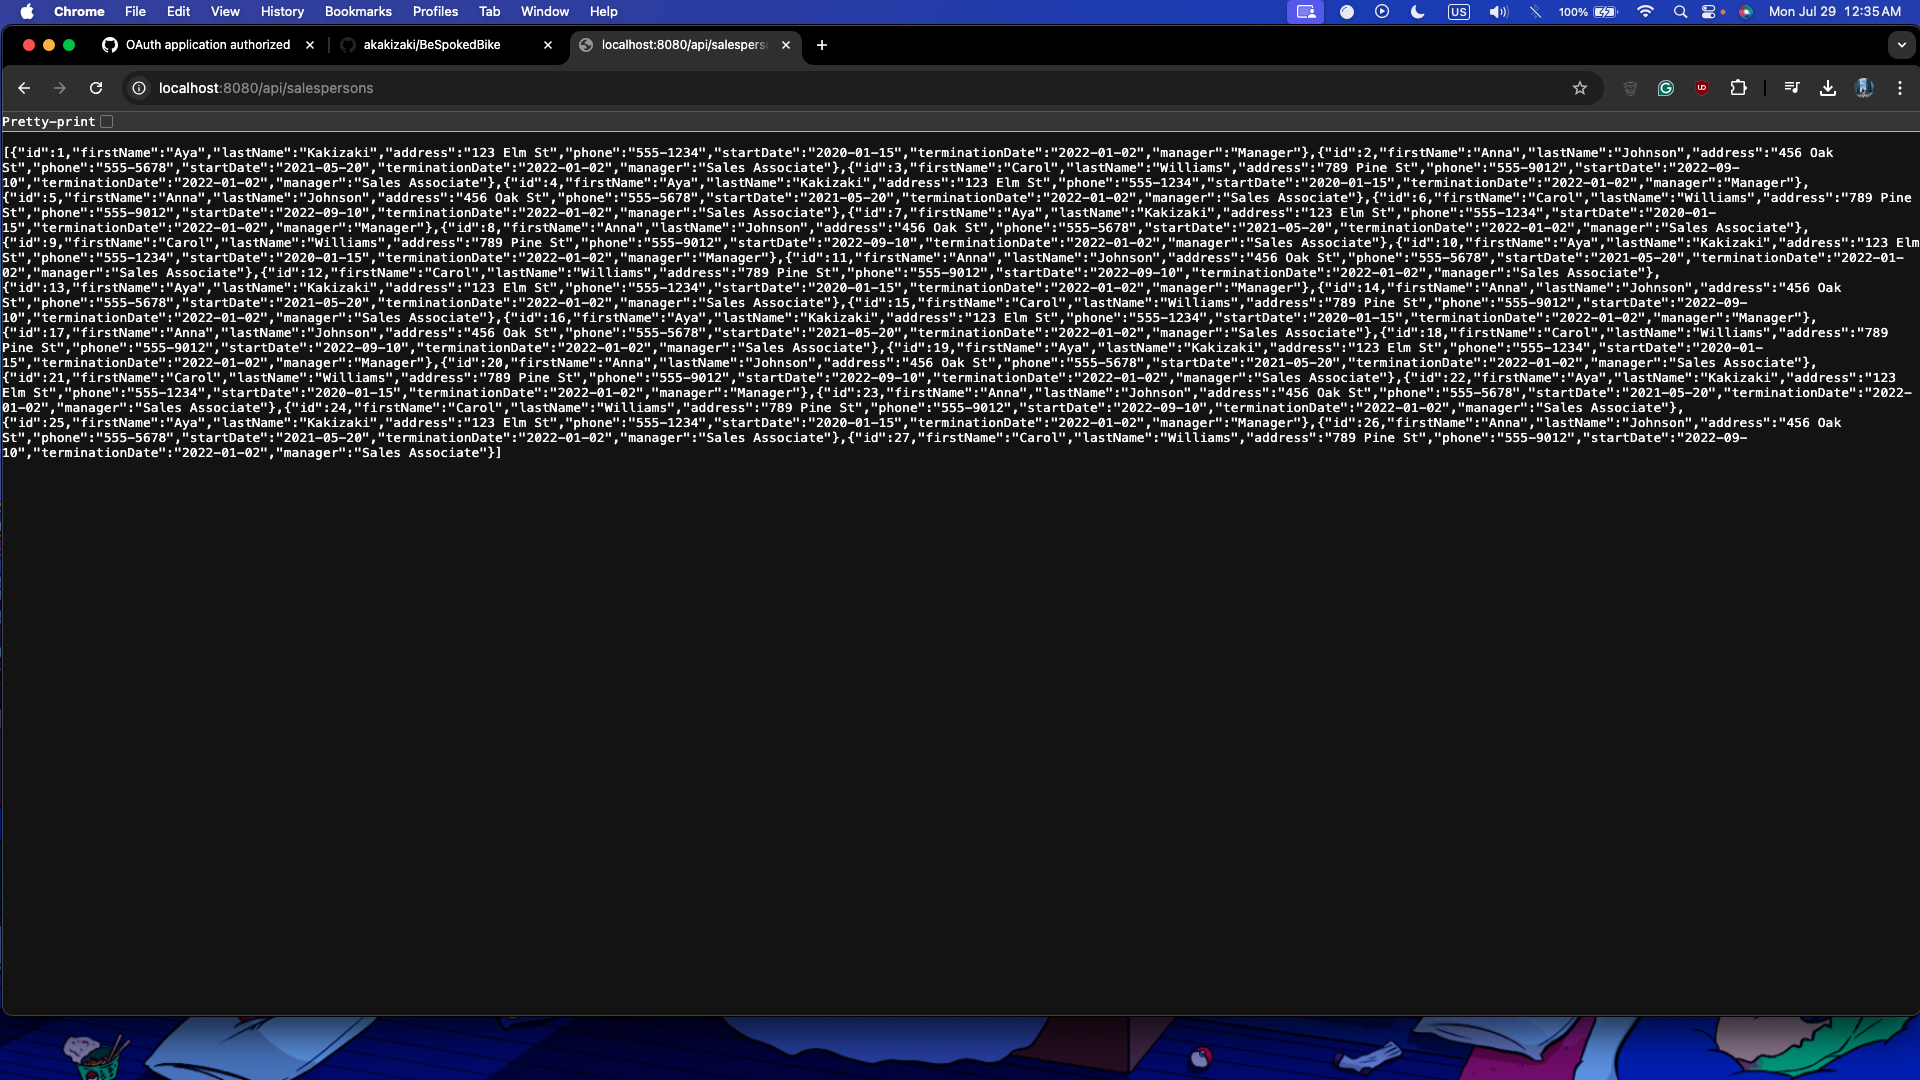 Chrome File Edit View History Bookmarks Profiles Tab Window Help US 100% Mon Jul 29 12:35 AM
OAuth application authorized akakizaki/BeSpokedBike localhost:8080/api/salespers
localhost:8080/api/salespersons
Pretty-print
[{"id":1,"firstName":"Aya","lastName":"Kakizaki","address":"123 Elm St","phone":"555-1234","startDate":"2020-01-15","terminationDate":"2022-01-02","manager":"Manager"},{"id":2,"firstName":"Anna","lastName":"Johnson","address":"456 Oak
St","phone":"555-5678","startDate":"2021-05-20","terminationDate":"2022-01-02","manager":"Sales Associate"},{"id":3,"firstName":"Carol","lastName":"Williams","address":"789 Pine St","phone":"555-9012","startDate":"2022-09-
10","terminationDate":"2022-01-02","manager":"Sales Associate"},{"id":4,"firstName":"Aya","lastName":"Kakizaki","address":"123 Elm St","phone":"555-1234","startDate":"2020-01-15","terminationDate":"2022-01-02","manager":"Manager"},
{"id":5,"firstName":"Anna","lastName":"Johnson","address":"456 Oak St","phone":"555-5678","startDate":"2021-05-20","terminationDate":"2022-01-02","manager":"Sales Associate"},{"id":6,"firstName":"Carol","lastName":"Williams","address":"789 Pine
St","phone":"555-9012","startDate":"2022-09-10","terminationDate":"2022-01-02","manager":"Sales Associate"},{"id":7,"firstName":"Aya","lastName":"Kakizaki","address":"123 Elm St","phone":"555-1234","startDate":"2020-01-
15","terminationDate":"2022-01-02","manager":"Manager"},{"id":8,"firstName":"Anna","lastName":"Johnson","address":"456 Oak St","phone":"555-5678","startDate":"2021-05-20","terminationDate":"2022-01-02","manager":"Sales Associate"},
{"id":9,"firstName":"Carol","lastName":"Williams","address":"789 Pine St","phone":"555-9012","startDate":"2022-09-10","terminationDate":"2022-01-02","manager":"Sales Associate"},{"id":10,"firstName":"Aya","lastName":"Kakizaki","address":"123 Elm
St","phone":"555-1234","startDate":"2020-01-15","terminationDate":"2022-01-02","manager":"Manager"},{"id":11,"firstName":"Anna","lastName":"Johnson","address":"456 Oak St","phone":"555-5678","startDate":"2021-05-20","terminationDate":"2022-01-
02","manager":"Sales Associate"},{"id":12,"firstName":"Carol","lastName":"Williams","address":"789 Pine St","phone":"555-9012","startDate":"2022-09-10","terminationDate":"2022-01-02","manager":"Sales Associate"},
{"id":13,"firstName":"Aya","lastName":"Kakizaki","address":"123 Elm St","phone":"555-1234","startDate":"2020-01-15","terminationDate":"2022-01-02","manager":"Manager"},{"id":14,"firstName":"Anna","lastName":"Johnson","address":"456 Oak
St","phone":"555-5678","startDate":"2021-05-20","terminationDate":"2022-01-02","manager":"Sales Associate"},{"id":15,"firstName":"Carol","lastName":"Williams","address":"789 Pine St","phone":"555-9012","startDate":"2022-09-
10","terminationDate":"2022-01-02","manager":"Sales Associate"},{"id":16,"firstName":"Aya","lastName":"Kakizaki","address":"123 Elm St","phone":"555-1234","startDate":"2020-01-15","terminationDate":"2022-01-02","manager":"Manager"},
{"id":17,"firstName":"Anna","lastName":"Johnson","address":"456 Oak St","phone":"555-5678","startDate":"2021-05-20","terminationDate":"2022-01-02","manager":"Sales Associate"},{"id":18,"firstName":"Carol","lastName":"Williams","address":"789
Pine St","phone":"555-9012","startDate":"2022-09-10","terminationDate":"2022-01-02","manager":"Sales Associate"},{"id":19,"firstName":"Aya","lastName":"Kakizaki","address":"123 Elm St","phone":"555-1234","startDate":"2020-01-
15","terminationDate":"2022-01-02","manager":"Manager"},{"id":20,"firstName":"Anna","lastName":"Johnson","address":"456 Oak St","phone":"555-5678","startDate":"2021-05-20","terminationDate":"2022-01-02","manager":"Sales Associate"},
{"id":21,"firstName":"Carol","lastName":"Williams","address":"789 Pine St","phone":"555-9012","startDate":"2022-09-10","terminationDate":"2022-01-02","manager":"Sales Associate"},{"id":22,"firstName":"Aya","lastName":"Kakizaki","address":"123
Elm St","phone":"555-1234","startDate":"2020-01-15","terminationDate":"2022-01-02","manager":"Manager"},{"id":23,"firstName":"Anna","lastName":"Johnson","address":"456 Oak St","phone":"555-5678","startDate":"2021-05-20","terminationDate":"2022-
01-02","manager":"Sales Associate"},{"id":24,"firstName":"Carol","lastName":"Williams","address":"789 Pine St","phone":"555-9012","startDate":"2022-09-10","terminationDate":"2022-01-02","manager":"Sales Associate"},
{"id":25,"firstName":"Aya","lastName":"Kakizaki","address":"123 Elm St","phone":"555-1234","startDate":"2020-01-15","terminationDate":"2022-01-02","manager":"Manager"},{"id":26,"firstName":"Anna","lastName":"Johnson","address":"456 Oak
St","phone":"555-5678","startDate":"2021-05-20","terminationDate":"2022-01-02","manager":"Sales Associate"},{"id":27,"firstName":"Carol","lastName":"Williams","address":"789 Pine St","phone":"555-9012","startDate":"2022-09-
10","terminationDate":"2022-01-02","manager":"Sales Associate"}]